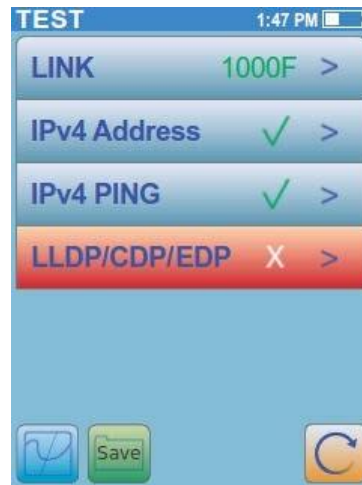 TEST 1:47 PM
LINK 1000F >
IPv4 Address ✓ >
IPv4 PING ✓ >
LLDP/CDP/EDP X >
Save